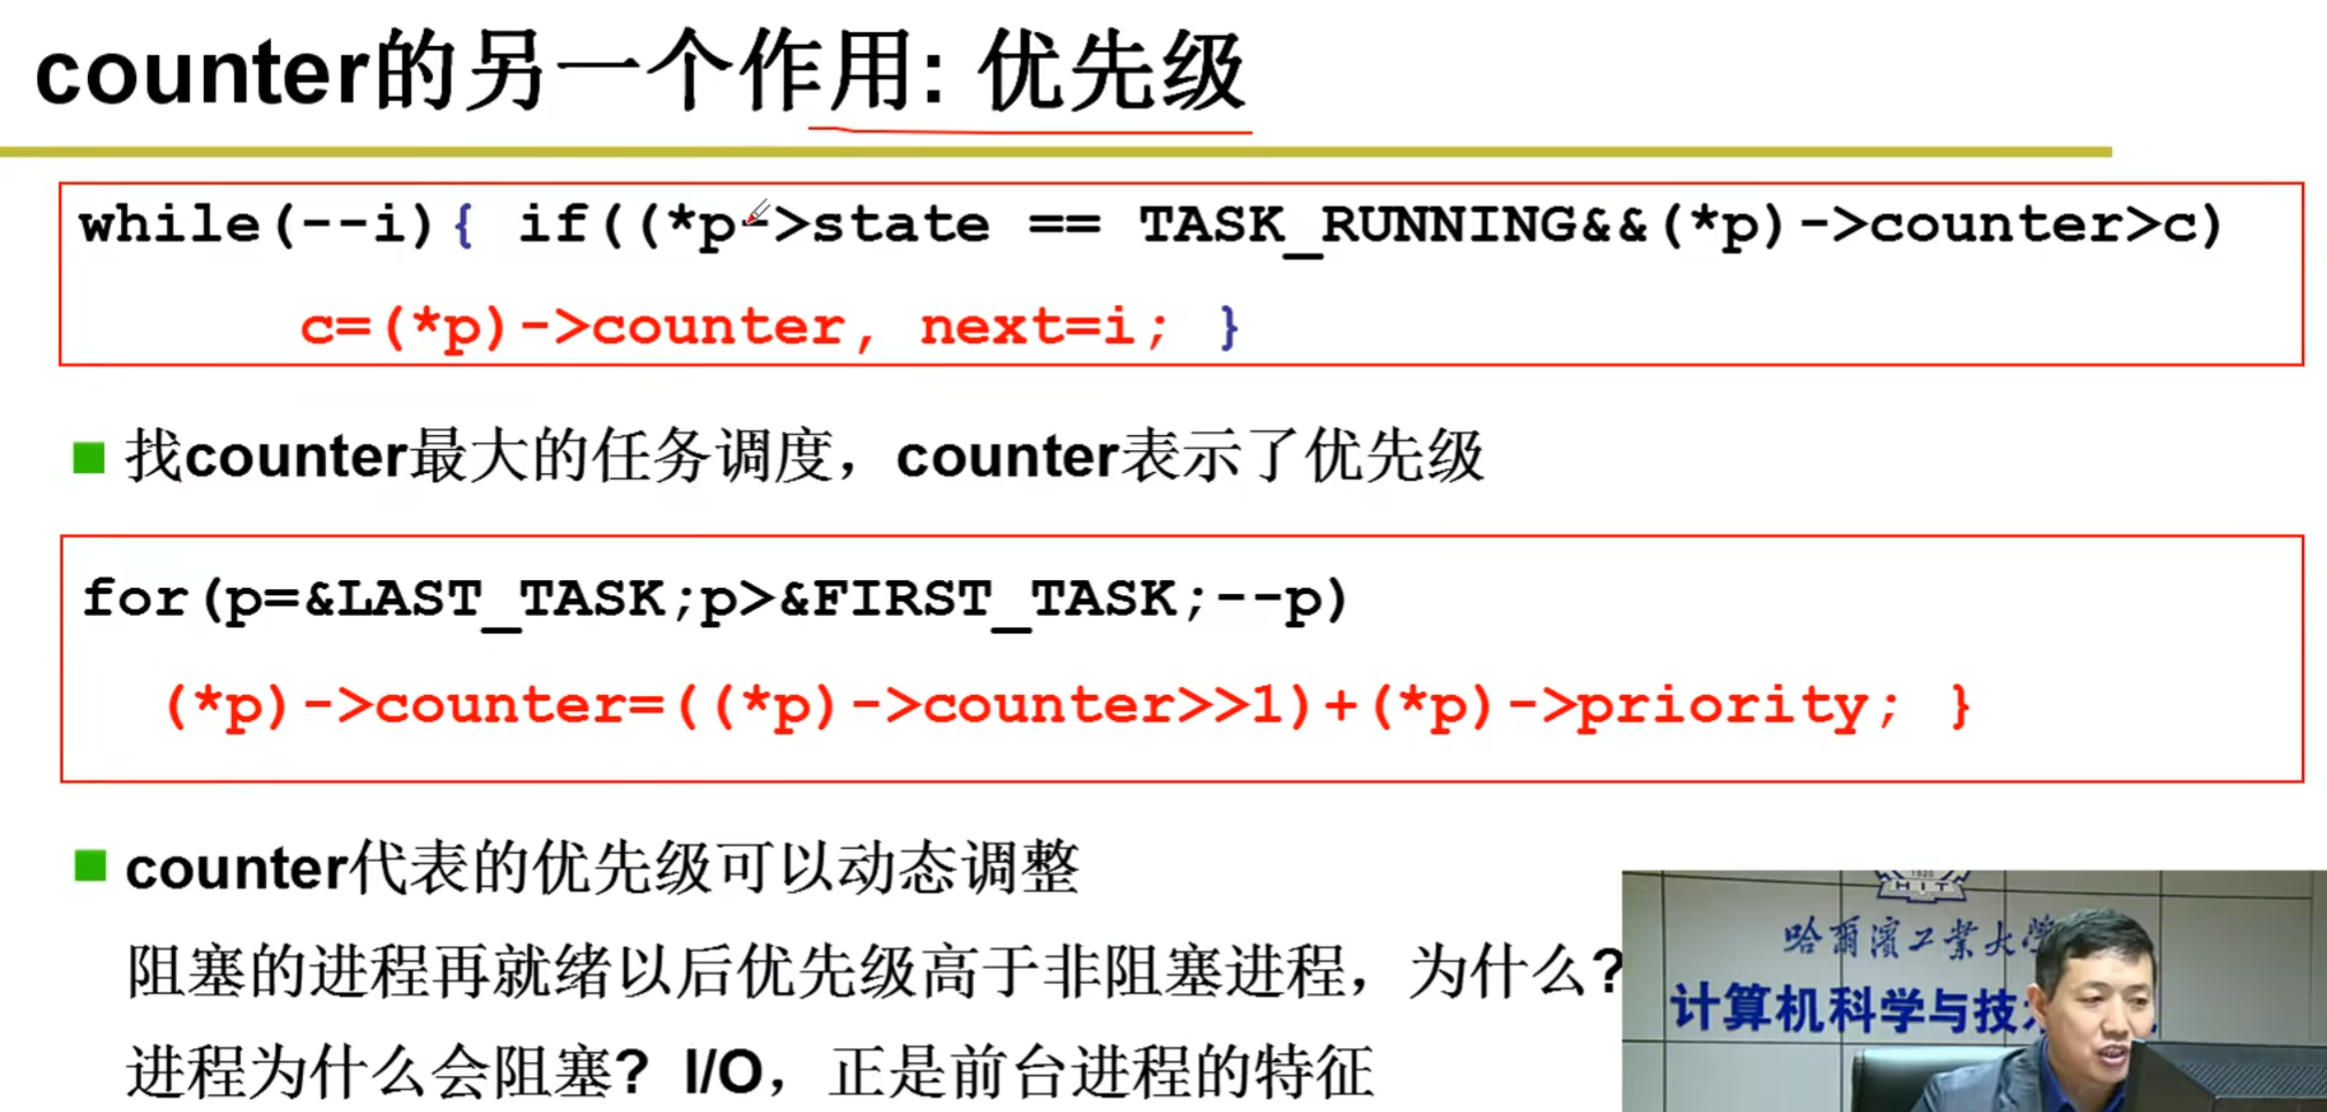 counter的另一个作用: 优先级
while(--i){ if((*p->state == TASK_RUNNING&&(*p)->counter>c)
c=(*p)->counter, next=i; }
找counter最大的任务调度，counter表示了优先级
for(p=&LAST_TASK;p>&FIRST_TASK;--p)
(*p)->counter=((*p)->counter>>1)+(*p)->priority; }
counter代表的优先级可以动态调整
阻塞的进程再就绪以后优先级高于非阻塞进程，为什么?
进程为什么会阻塞? I/O，正是前台进程的特征
1920
HIT
哈爾濱工業大學
计算机科学与技